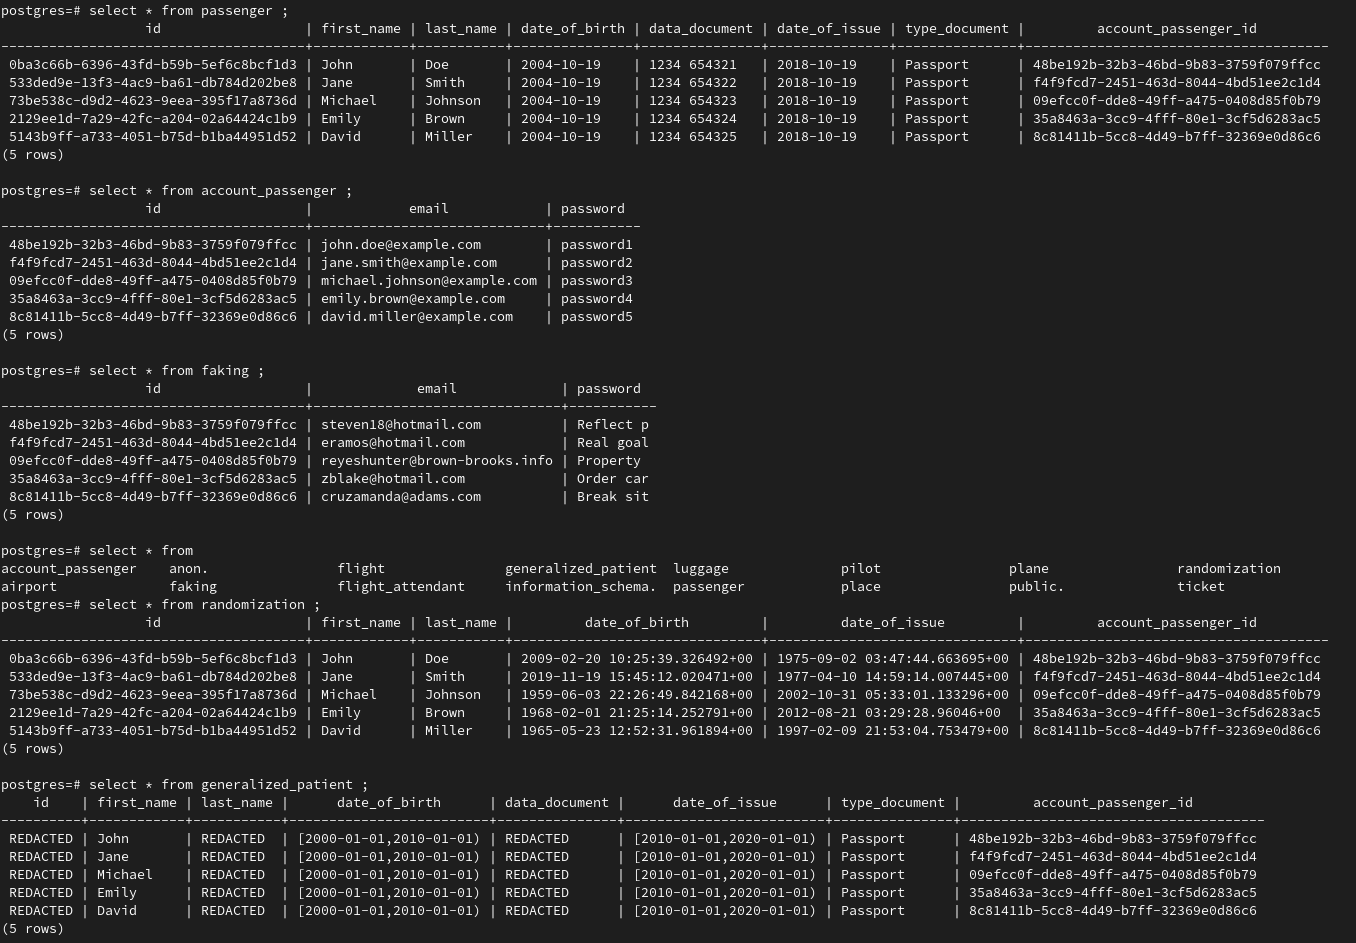 postgres=# select * from passenger ;
                  id                  | first_name | last_name | date_of_birth | data_document | date_of_issue | type_document |         account_passenger_id
--------------------------------------+------------+-----------+---------------+---------------+---------------+---------------+--------------------------------------
 0ba3c66b-6396-43fd-b59b-5ef6c8bcf1d3 | John       | Doe       | 2004-10-19    | 1234 654321   | 2018-10-19    | Passport      | 48be192b-32b3-46bd-9b83-3759f079ffcc
 533ded9e-13f3-4ac9-ba61-db784d202be8 | Jane       | Smith     | 2004-10-19    | 1234 654322   | 2018-10-19    | Passport      | f4f9fcd7-2451-463d-8044-4bd51ee2c1d4
 73be538c-d9d2-4623-9eea-395f17a8736d | Michael    | Johnson   | 2004-10-19    | 1234 654323   | 2018-10-19    | Passport      | 09efcc0f-dde8-49ff-a475-0408d85f0b79
 2129ee1d-7a29-42fc-a204-02a64424c1b9 | Emily      | Brown     | 2004-10-19    | 1234 654324   | 2018-10-19    | Passport      | 35a8463a-3cc9-4fff-80e1-3cf5d6283ac5
 5143b9ff-a733-4051-b75d-b1ba44951d52 | David      | Miller    | 2004-10-19    | 1234 654325   | 2018-10-19    | Passport      | 8c81411b-5cc8-4d49-b7ff-32369e0d86c6
(5 rows)

postgres=# select * from account_passenger ;
                  id                  |            email            | password
--------------------------------------+-----------------------------+-----------
 48be192b-32b3-46bd-9b83-3759f079ffcc | john.doe@example.com        | password1
 f4f9fcd7-2451-463d-8044-4bd51ee2c1d4 | jane.smith@example.com      | password2
 09efcc0f-dde8-49ff-a475-0408d85f0b79 | michael.johnson@example.com | password3
 35a8463a-3cc9-4fff-80e1-3cf5d6283ac5 | emily.brown@example.com     | password4
 8c81411b-5cc8-4d49-b7ff-32369e0d86c6 | david.miller@example.com    | password5
(5 rows)

postgres=# select * from faking ;
                  id                  |             email             | password
--------------------------------------+-------------------------------+-----------
 48be192b-32b3-46bd-9b83-3759f079ffcc | steven18@hotmail.com          | Reflect p
 f4f9fcd7-2451-463d-8044-4bd51ee2c1d4 | eramos@hotmail.com            | Real goal
 09efcc0f-dde8-49ff-a475-0408d85f0b79 | reyeshunter@brown-brooks.info | Property
 35a8463a-3cc9-4fff-80e1-3cf5d6283ac5 | zblake@hotmail.com            | Order car
 8c81411b-5cc8-4d49-b7ff-32369e0d86c6 | cruzamanda@adams.com          | Break sit
(5 rows)

postgres=# select * from
account_passenger    anon.                flight               generalized_patient  luggage              pilot                plane                randomization
airport              faking               flight_attendant     information_schema.  passenger            place                public.              ticket
postgres=# select * from randomization ;
                  id                  | first_name | last_name |         date_of_birth         |         date_of_issue         |         account_passenger_id
--------------------------------------+------------+-----------+-------------------------------+-------------------------------+--------------------------------------
 0ba3c66b-6396-43fd-b59b-5ef6c8bcf1d3 | John       | Doe       | 2009-02-20 10:25:39.326492+00 | 1975-09-02 03:47:44.663695+00 | 48be192b-32b3-46bd-9b83-3759f079ffcc
 533ded9e-13f3-4ac9-ba61-db784d202be8 | Jane       | Smith     | 2019-11-19 15:45:12.020471+00 | 1977-04-10 14:59:14.007445+00 | f4f9fcd7-2451-463d-8044-4bd51ee2c1d4
 73be538c-d9d2-4623-9eea-395f17a8736d | Michael    | Johnson   | 1959-06-03 22:26:49.842168+00 | 2002-10-31 05:33:01.133296+00 | 09efcc0f-dde8-49ff-a475-0408d85f0b79
 2129ee1d-7a29-42fc-a204-02a64424c1b9 | Emily      | Brown     | 1968-02-01 21:25:14.252791+00 | 2012-08-21 03:29:28.96046+00  | 35a8463a-3cc9-4fff-80e1-3cf5d6283ac5
 5143b9ff-a733-4051-b75d-b1ba44951d52 | David      | Miller    | 1965-05-23 12:52:31.961894+00 | 1997-02-09 21:53:04.753479+00 | 8c81411b-5cc8-4d49-b7ff-32369e0d86c6
(5 rows)

postgres=# select * from generalized_patient ;
    id    | first_name | last_name |      date_of_birth      | data_document |      date_of_issue      | type_document |         account_passenger_id
----------+------------+-----------+-------------------------+---------------+-------------------------+---------------+--------------------------------------
 REDACTED | John       | REDACTED  | [2000-01-01,2010-01-01) | REDACTED      | [2010-01-01,2020-01-01) | Passport      | 48be192b-32b3-46bd-9b83-3759f079ffcc
 REDACTED | Jane       | REDACTED  | [2000-01-01,2010-01-01) | REDACTED      | [2010-01-01,2020-01-01) | Passport      | f4f9fcd7-2451-463d-8044-4bd51ee2c1d4
 REDACTED | Michael    | REDACTED  | [2000-01-01,2010-01-01) | REDACTED      | [2010-01-01,2020-01-01) | Passport      | 09efcc0f-dde8-49ff-a475-0408d85f0b79
 REDACTED | Emily      | REDACTED  | [2000-01-01,2010-01-01) | REDACTED      | [2010-01-01,2020-01-01) | Passport      | 35a8463a-3cc9-4fff-80e1-3cf5d6283ac5
 REDACTED | David      | REDACTED  | [2000-01-01,2010-01-01) | REDACTED      | [2010-01-01,2020-01-01) | Passport      | 8c81411b-5cc8-4d49-b7ff-32369e0d86c6
(5 rows)